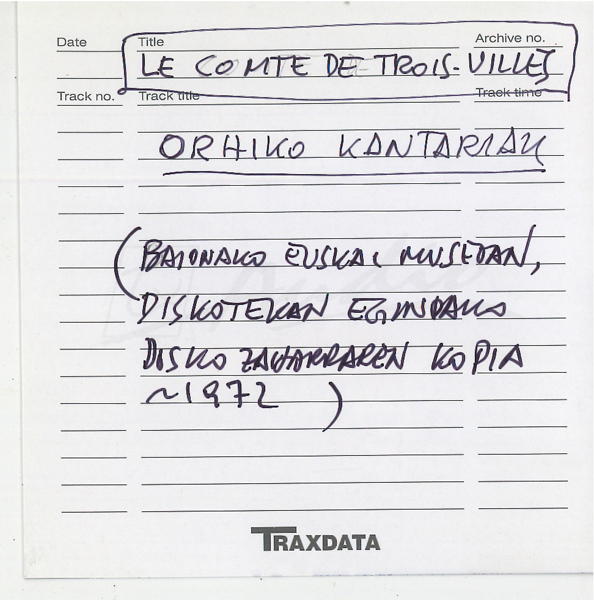 Date Title Archive no.
LE COMTE DE TROIS-VILLES
Track no. Track title Track time
ORHIKO KANTARIAK
(BAIONAKO EUSKAL MUSEOAN,
DISKOTEKAN EGINDAKO
DISKO ZAHARRAREN KOPIA
~1972 )
TRAXDATA